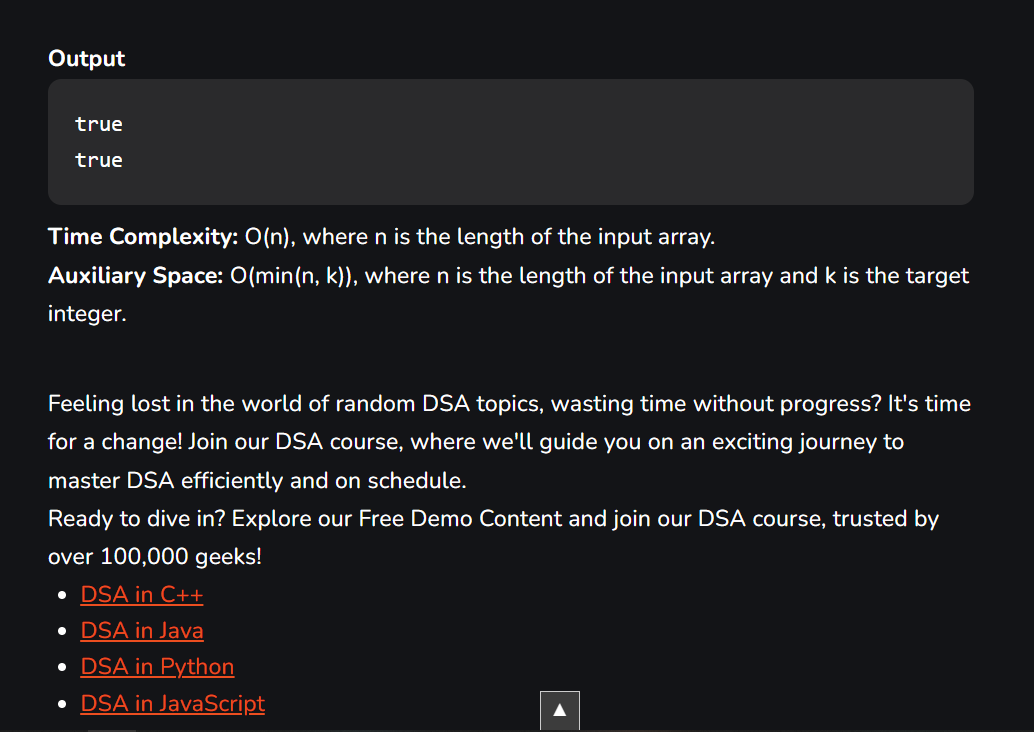 Output
true
true
Time Complexity: O(n), where n is the length of the input array.
Auxiliary Space: O(min(n, k)), where n is the length of the input array and k is the target
integer.
Feeling lost in the world of random DSA topics, wasting time without progress? It's time
for a change! Join our DSA course, where we'll guide you on an exciting journey to
master DSA efficiently and on schedule.
Ready to dive in? Explore our Free Demo Content and join our DSA course, trusted by
over 100,000 geeks!
DSA in C++
DSA in Java
DSA in Python
DSA in JavaScript